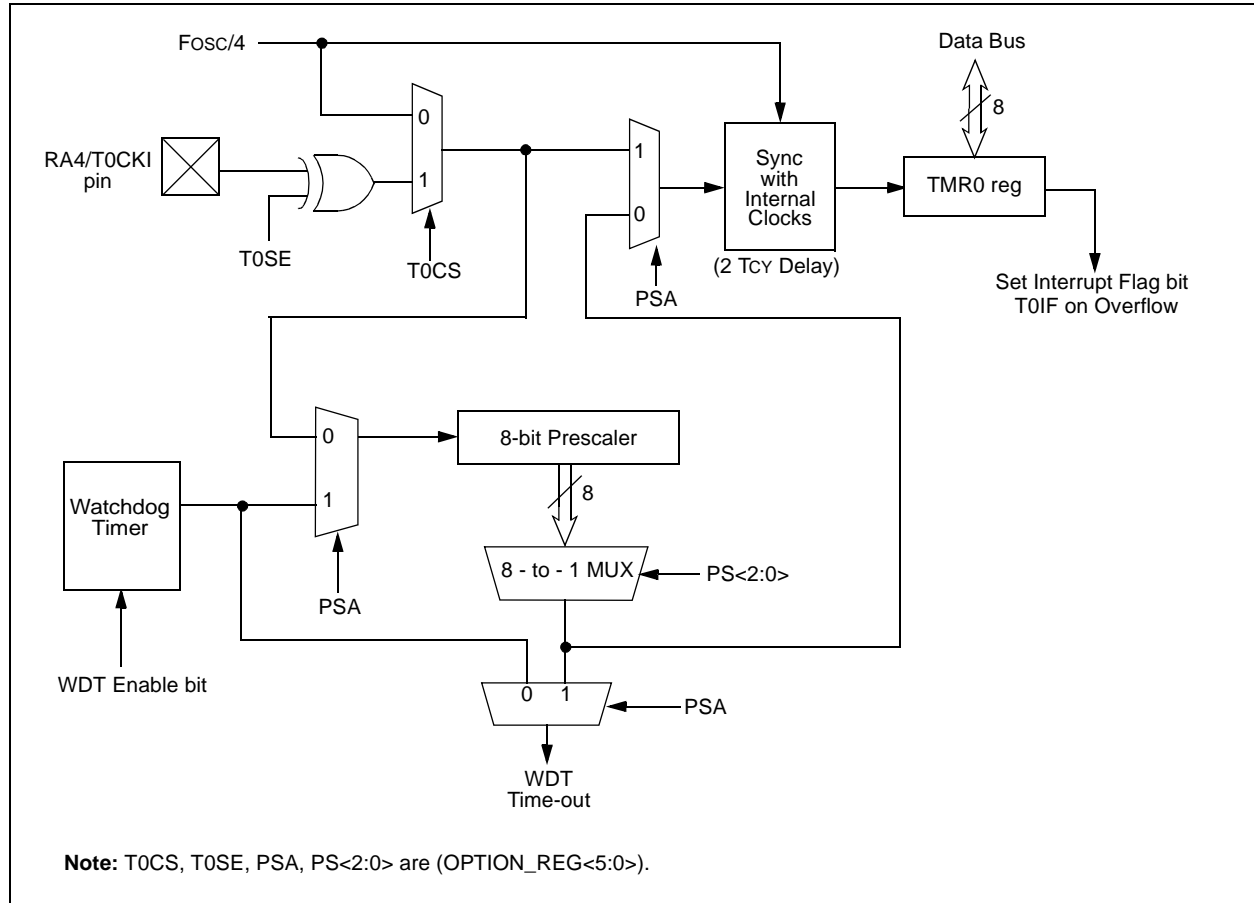 FOSC/4
Data Bus
8
0
RA4/T0CKI
pin
1
T0SE
T0CS
1
0
PSA
Sync
with
Internal
Clocks
(2 TCY Delay)
TMR0 reg
Set Interrupt Flag bit
T0IF on Overflow
0
1
PSA
8-bit Prescaler
8
Watchdog
Timer
WDT Enable bit
8 - to - 1 MUX
PS<2:0>
0 1
PSA
WDT
Time-out
Note: T0CS, T0SE, PSA, PS<2:0> are (OPTION_REG<5:0>).